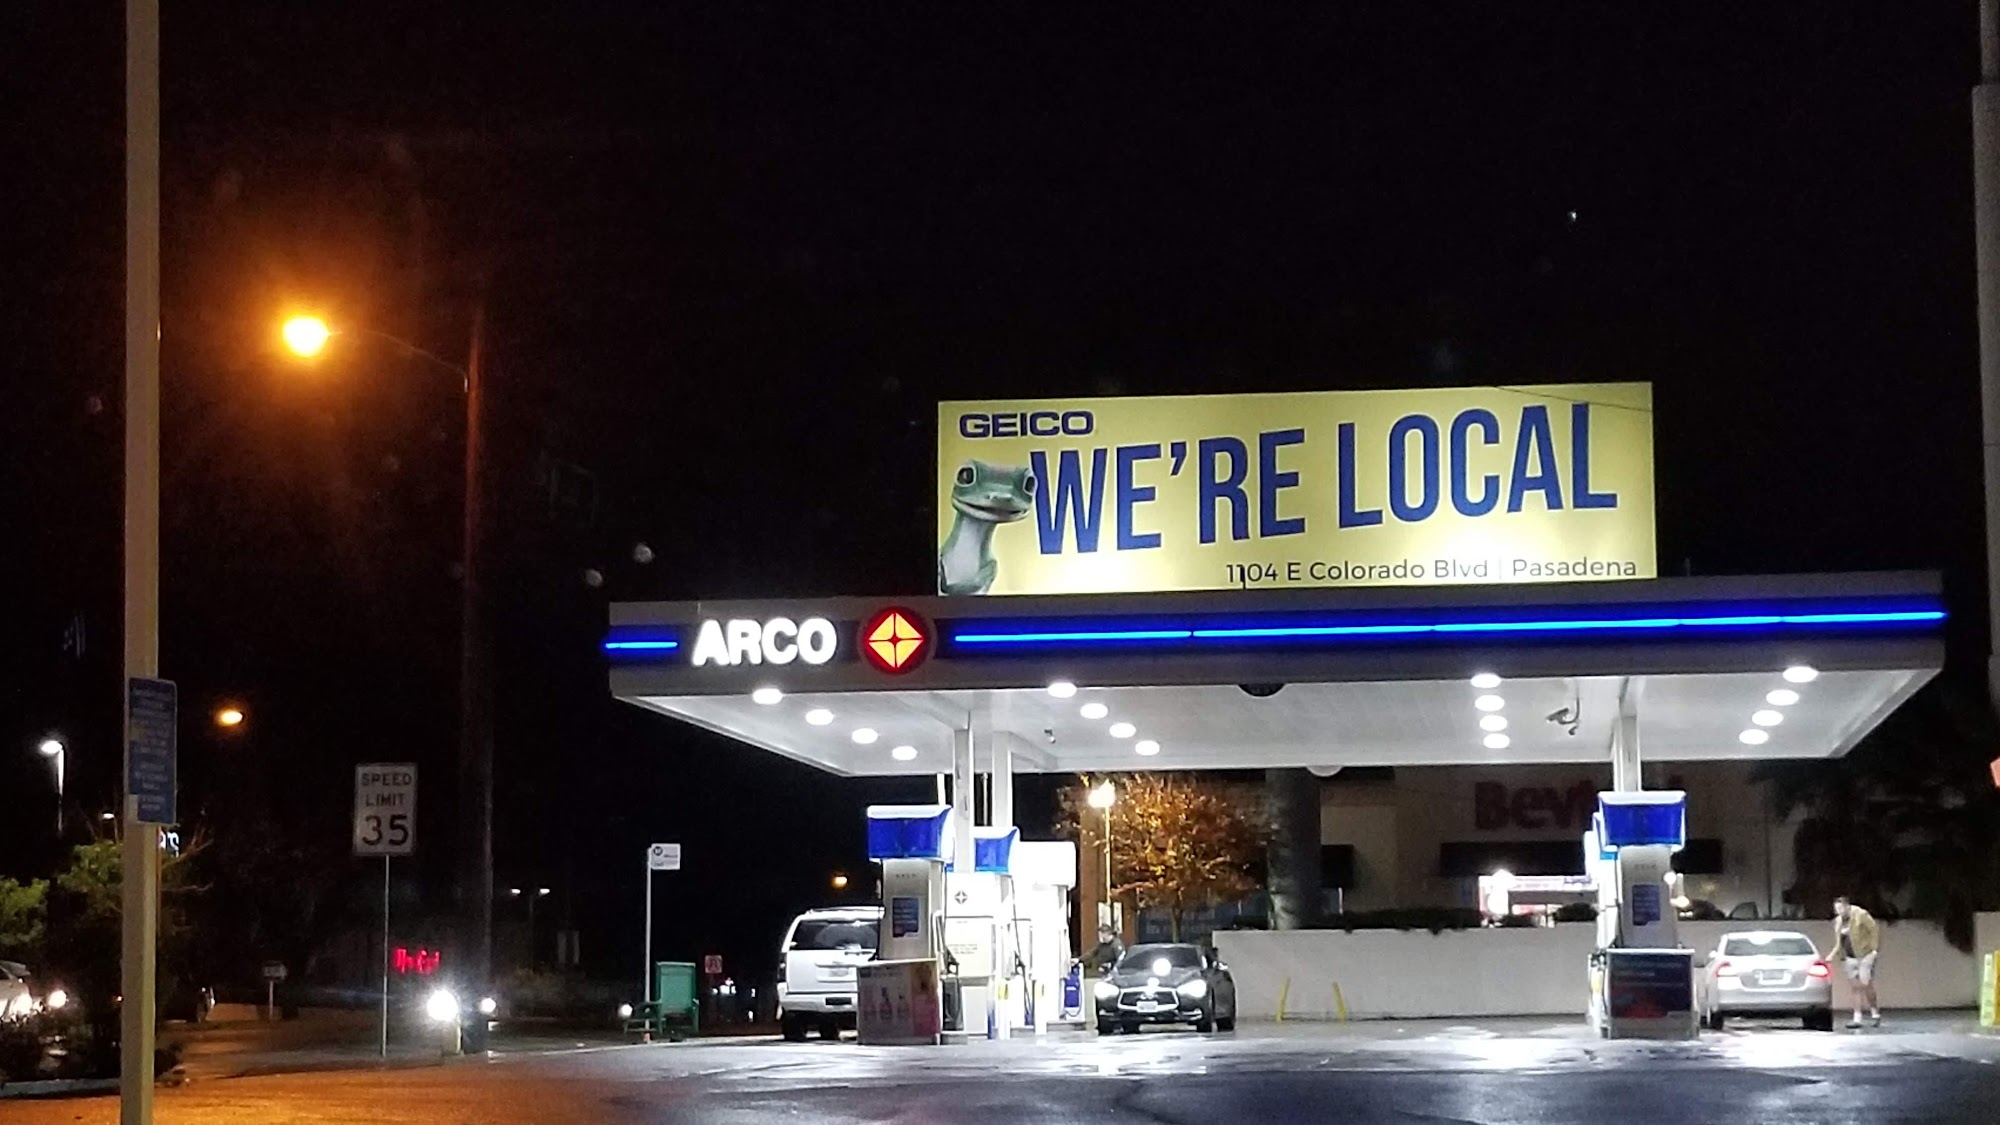 GEICO
WE'RE LOCAL
1104 E Colorado Blvd | Pasadena
ARCO
SPEED
LIMIT
35